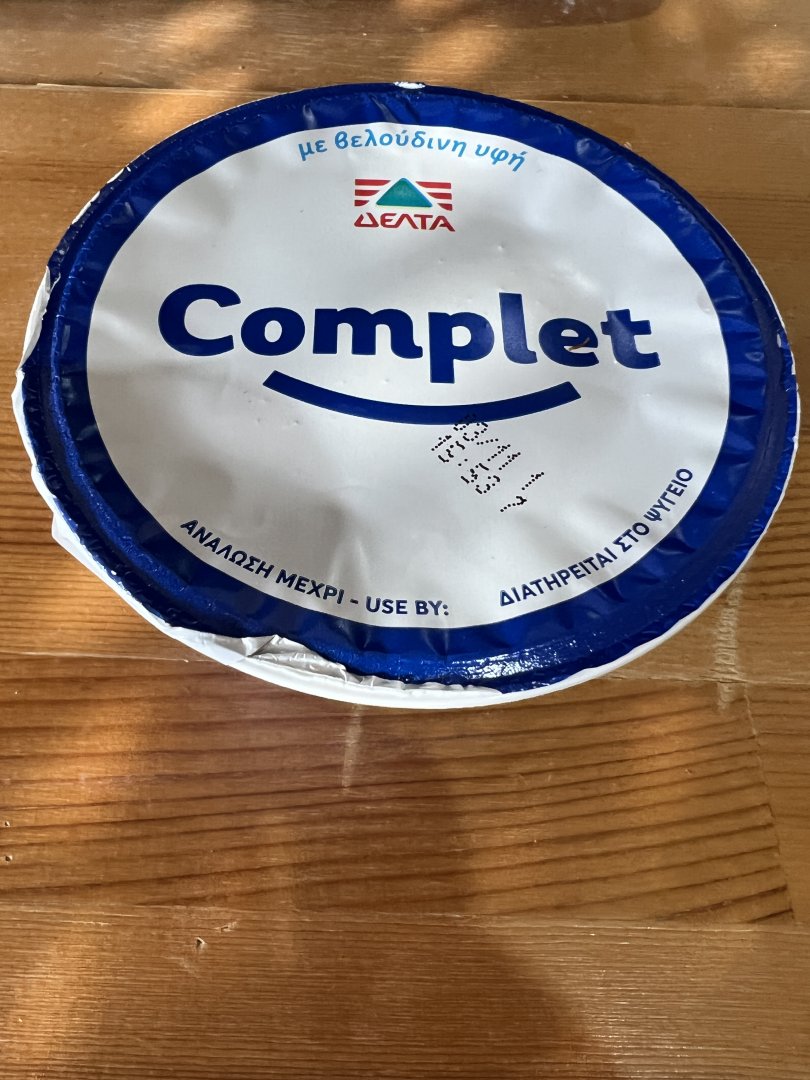 με βελούδινη υφή
ΔΕΛΤΑ
Complet
ΑΝΑΛΩΣΗ ΜΕΧΡΙ - USE BY:
ΔΙΑΤΗΡΕΙΤΑΙ ΣΤΟ ΨΥΓΕΙΟ